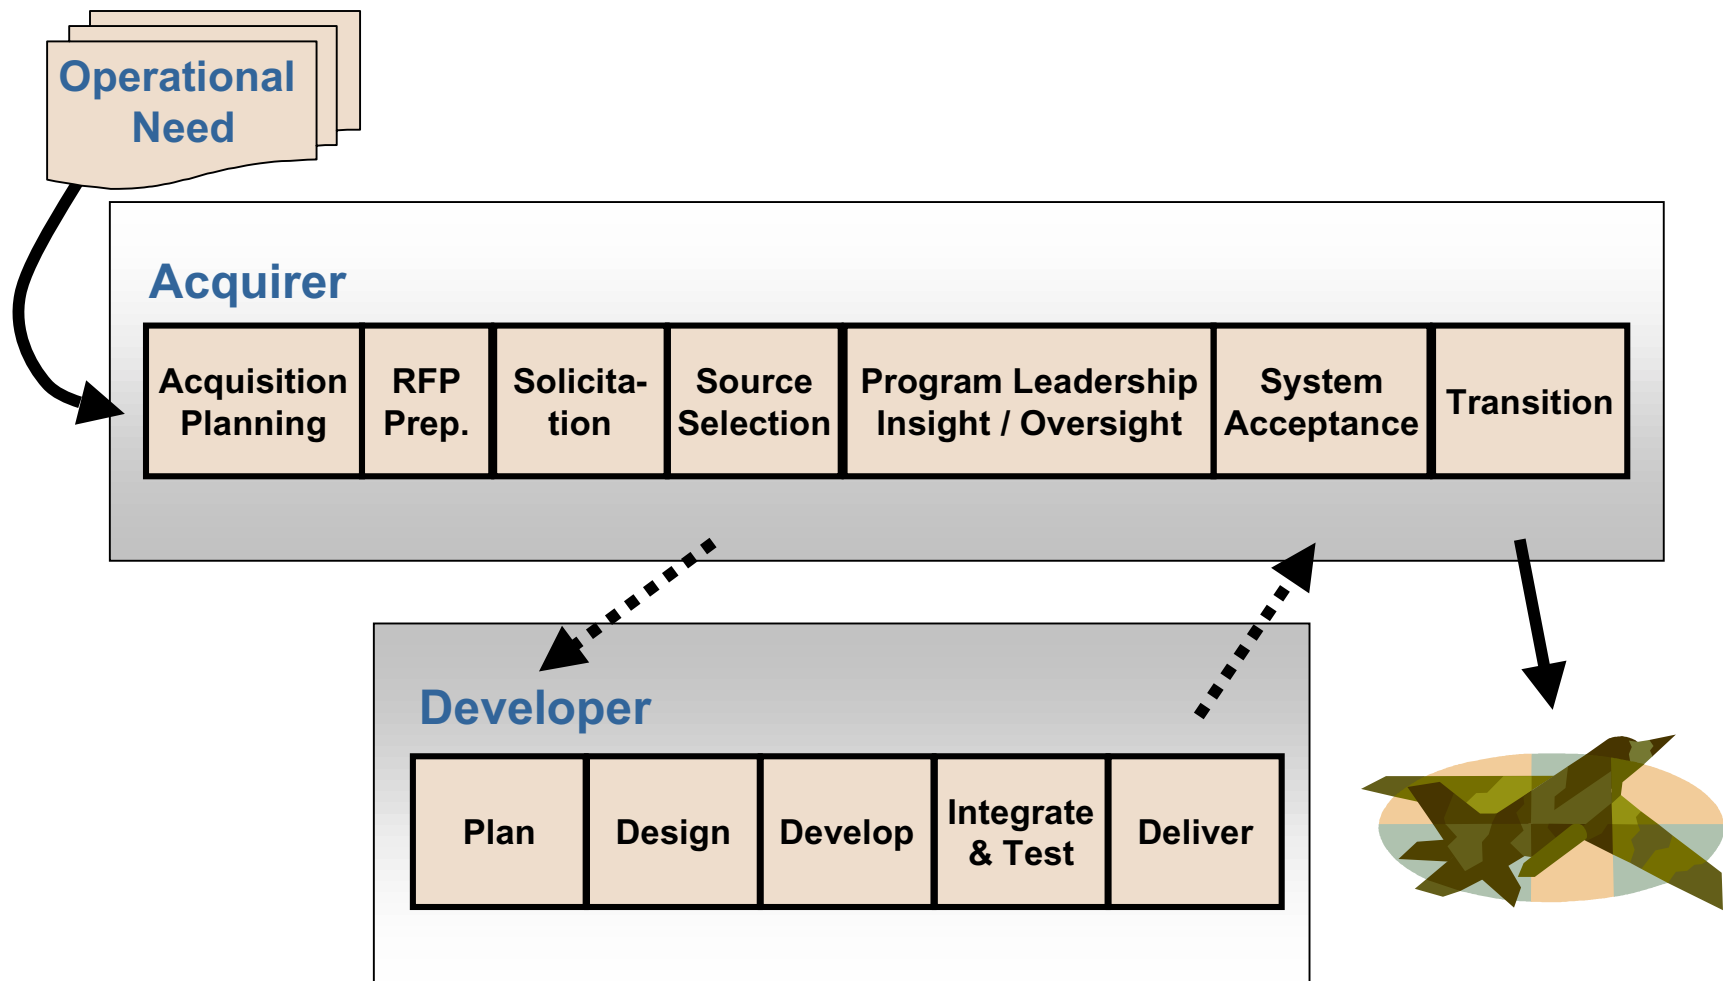 Operational
Need
Acquirer
Acquisition
Planning
RFP
Prep.
Solicita-
tion
Source
Selection
Program Leadership
Insight / Oversight
System
Acceptance
Transition
Developer
Plan
Design
Develop
Integrate
& Test
Deliver